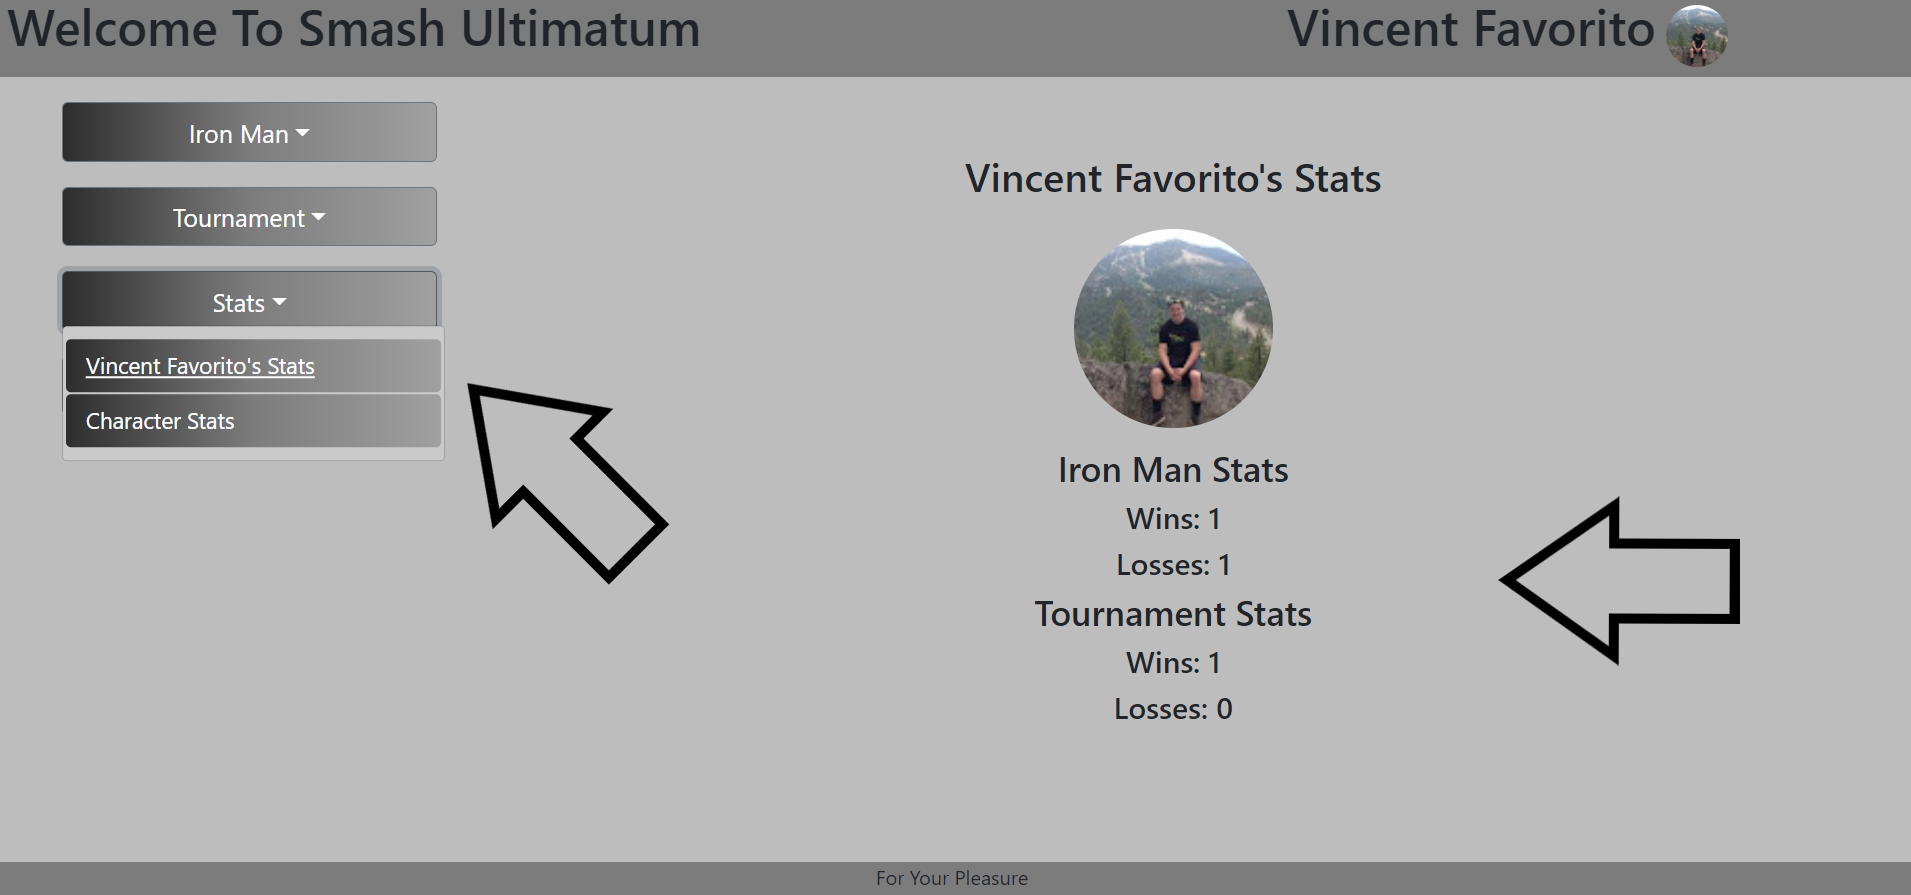 Welcome To Smash Ultimatum
Vincent Favorito
Iron Man
Tournament
Stats
Vincent Favorito's Stats
Character Stats
Vincent Favorito's Stats
Iron Man Stats
Wins: 1
Losses: 1
Tournament Stats
Wins: 1
Losses: 0
For Your Pleasure